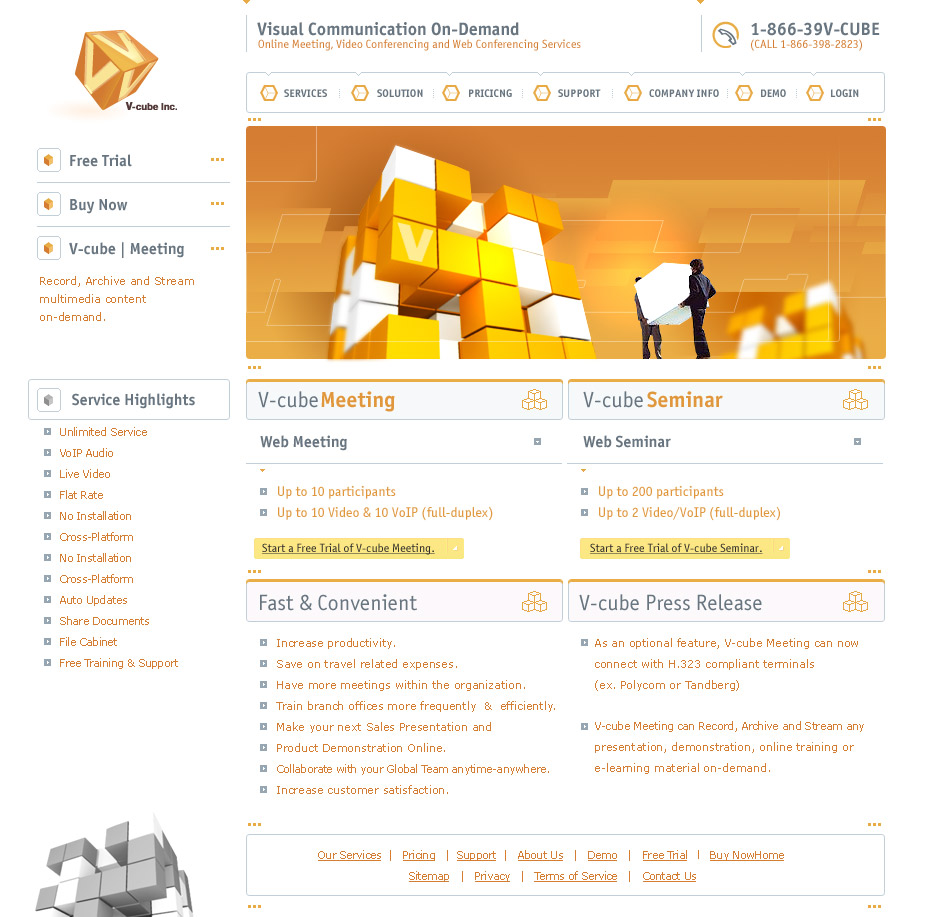 V-cube Inc.
Visual Communication On-Demand
Online Meeting, Video Conferencing and Web Conferencing Services
1-866-39V-CUBE
(CALL 1-866-398-2823)
SERVICES
SOLUTION
PRICICNG
SUPPORT
COMPANY INFO
DEMO
LOGIN
Free Trial
Buy Now
V-cube | Meeting
Record, Archive and Stream
multimedia content
on-demand.
V
Service Highlights
Unlimited Service
VoIP Audio
Live Video
Flat Rate
No Installation
Cross-Platform
No Installation
Cross-Platform
Auto Updates
Share Documents
File Cabinet
Free Training & Support
V-cube Meeting
Web Meeting
Up to 10 participants
Up to 10 Video & 10 VoIP (full-duplex)
Start a Free Trial of V-cube Meeting.
V-cube Seminar
Web Seminar
Up to 200 participants
Up to 2 Video/VoIP (full-duplex)
Start a Free Trial of V-cube Seminar.
Fast & Convenient
Increase productivity.
Save on travel related expenses.
Have more meetings within the organization.
Train branch offices more frequently & efficiently.
Make your next Sales Presentation and
Product Demonstration Online.
Collaborate with your Global Team anytime-anywhere.
Increase customer satisfaction.
V-cube Press Release
As an optional feature, V-cube Meeting can now
connect with H.323 compliant terminals
(ex. Polycom or Tandberg)
V-cube Meeting can Record, Archive and Stream any
presentation, demonstration, online training or
e-learning material on-demand.
Our Services | Pricing | Support | About Us | Demo | Free Trial | Buy NowHome
Sitemap | Privacy | Terms of Service | Contact Us